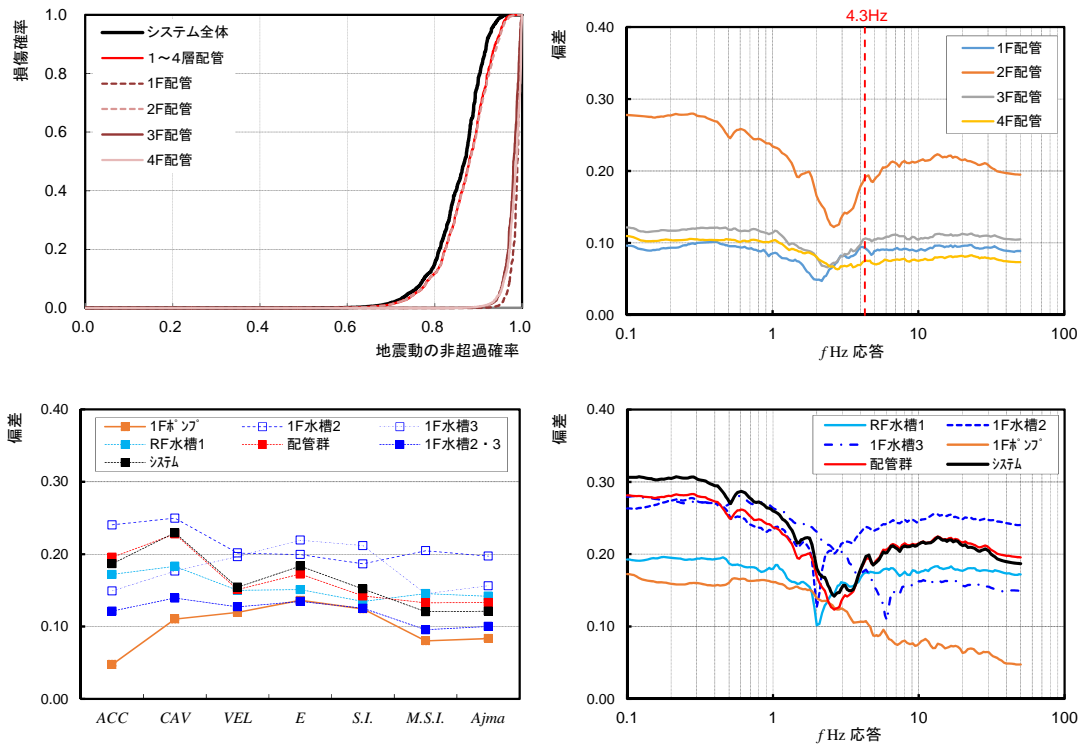 損傷確率
1.0
0.8
0.6
0.4
0.2
0.0
システム全体
1～4層配管
1F配管
2F配管
3F配管
4F配管
0.0
0.2
0.4
0.6
0.8
1.0
地震動の非超過確率
偏差
4.3Hz
0.40
0.30
0.20
0.10
0.00
1F配管
2F配管
3F配管
4F配管
0.1
1
10
100
f Hz 応答
偏差
0.40
0.30
0.20
0.10
0.00
1Fﾎﾟﾝﾌﾟ 1F水槽2 1F水槽3
RF水槽1 配管群 1F水槽2・3
ｼｽﾃﾑ
ACC CAV VEL E S.I. M.S.I. Ajma
偏差
0.40
0.30
0.20
0.10
0.00
RF水槽1 1F水槽2
1F水槽3 1Fﾎﾟﾝﾌﾟ
配管群 ｼｽﾃﾑ
0.1
1
10
100
f Hz 応答